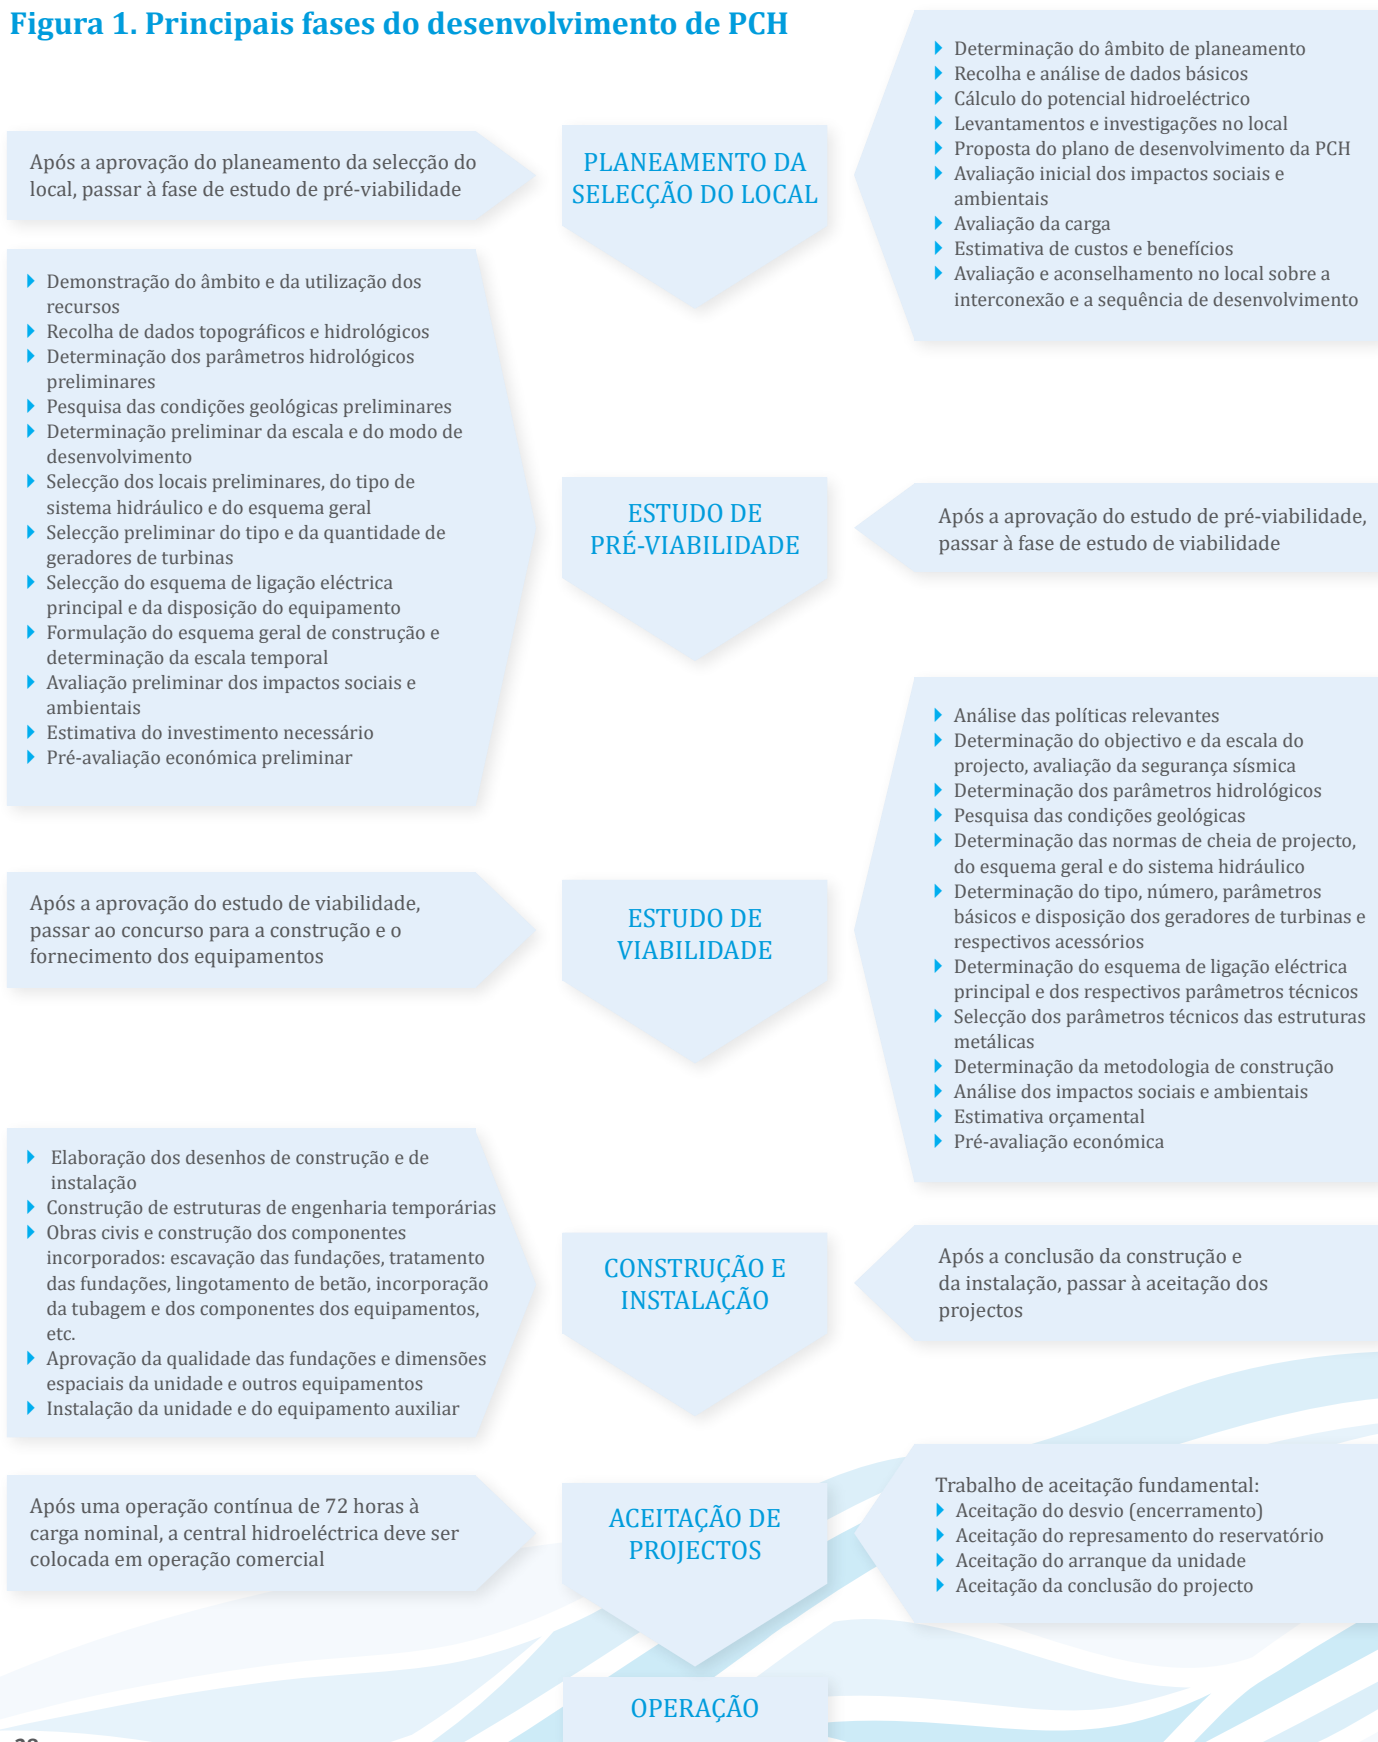 Figura 1. Principais fases do desenvolvimento de PCH
Após a aprovação do planeamento da selecção do
local, passar à fase de estudo de pré-viabilidade
PLANEAMENTO DA
SELECÇÃO DO LOCAL
Determinação do âmbito de planeamento
Recolha e análise de dados básicos
Cálculo do potencial hidroeléctrico
Levantamentos e investigações no local
Proposta do plano de desenvolvimento da PCH
Avaliação inicial dos impactos sociais e
ambientais
Avaliação da carga
Estimativa de custos e benefícios
Avaliação e aconselhamento no local sobre a
interconexão e a sequência de desenvolvimento
Demonstração do âmbito e da utilização dos
recursos
Recolha de dados topográficos e hidrológicos
Determinação dos parâmetros hidrológicos
preliminares
Pesquisa das condições geológicas preliminares
Determinação preliminar da escala e do modo de
desenvolvimento
Selecção dos locais preliminares, do tipo de
sistema hidráulico e do esquema geral
Selecção preliminar do tipo e da quantidade de
geradores de turbinas
Selecção do esquema de ligação eléctrica
principal e da disposição do equipamento
Formulação do esquema geral de construção e
determinação da escala temporal
Avaliação preliminar dos impactos sociais e
ambientais
Estimativa do investimento necessário
Pré-avaliação económica preliminar
ESTUDO DE
PRÉ-VIABILIDADE
Após a aprovação do estudo de pré-viabilidade,
passar à fase de estudo de viabilidade
Após a aprovação do estudo de viabilidade,
passar ao concurso para a construção e o
fornecimento dos equipamentos
ESTUDO DE
VIABILIDADE
Análise das políticas relevantes
Determinação do objectivo e da escala do
projecto, avaliação da segurança sísmica
Determinação dos parâmetros hidrológicos
Pesquisa das condições geológicas
Determinação das normas de cheia de projecto,
do esquema geral e do sistema hidráulico
Determinação do tipo, número, parâmetros
básicos e disposição dos geradores de turbinas e
respectivos acessórios
Determinação do esquema de ligação eléctrica
principal e dos respectivos parâmetros técnicos
Selecção dos parâmetros técnicos das estruturas
metálicas
Determinação da metodologia de construção
Análise dos impactos sociais e ambientais
Estimativa orçamental
Pré-avaliação económica
Elaboração dos desenhos de construção e de
instalação
Construção de estruturas de engenharia temporárias
Obras civis e construção dos componentes
incorporados: escavação das fundações, tratamento
das fundações, lingotamento de betão, incorporação
da tubagem e dos componentes dos equipamentos,
etc.
Aprovação da qualidade das fundações e dimensões
espaciais da unidade e outros equipamentos
Instalação da unidade e do equipamento auxiliar
CONSTRUÇÃO E
INSTALAÇÃO
Após a conclusão da construção e
da instalação, passar à aceitação dos
projectos
Após uma operação contínua de 72 horas à
carga nominal, a central hidroeléctrica deve ser
colocada em operação comercial
ACEITAÇÃO DE
PROJECTOS
Trabalho de aceitação fundamental:
Aceitação do desvio (encerramento)
Aceitação do represamento do reservatório
Aceitação do arranque da unidade
Aceitação da conclusão do projecto
OPERAÇÃO